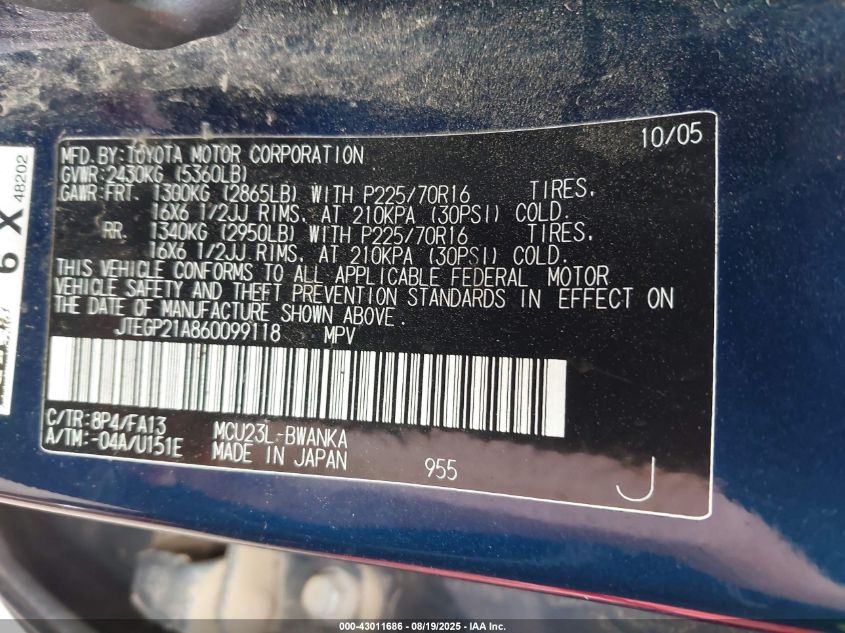 10/05
MFD.BY:TOYOTA MOTOR CORPORATION
GVWR:2430KG (5360LB)
GAWR:FRT. 1300KG (2865LB) WITH P225/70R16 TIRES,
16X6 1/2JJ RIMS, AT 210KPA (30PSI) COLD.
RR. 1340KG (2950LB) WITH P225/70R16 TIRES,
16X6 1/2JJ RIMS, AT 210KPA (30PSI) COLD.
THIS VEHICLE CONFORMS TO ALL APPLICABLE FEDERAL MOTOR
VEHICLE SAFETY AND THEFT PREVENTION STANDARDS IN EFFECT ON
THE DATE OF MANUFACTURE SHOWN ABOVE.
JTEGP21A860099118 MPV
C/TR:8P4/FA13 MCU23L-BWANKA
A/TM:-04A/U151E MADE IN JAPAN 955 J
6 X
48202
000-43011686 - 08/19/2025 - IAA Inc.